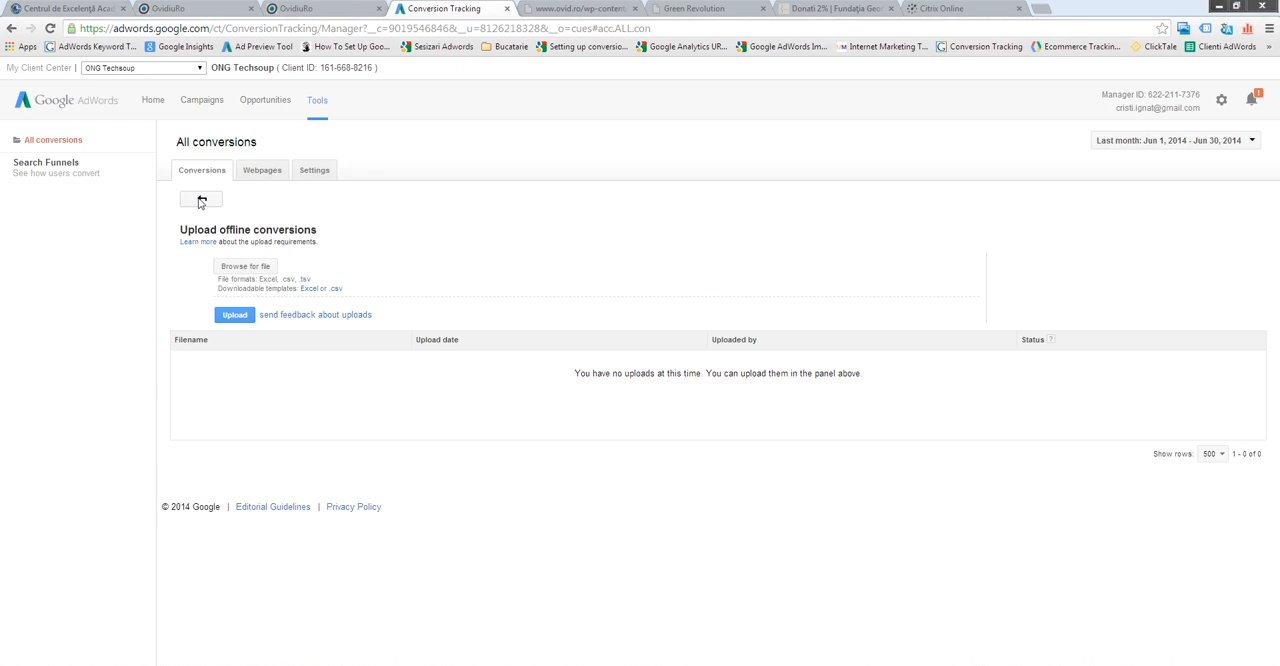 Centrul de Excelenţă Acad
OvidiuRo
OvidiuRo
Conversion Tracking
www.ovid.ro/wp-content
Green Revolution
Donati 2% | Fundaţia Geor
Citrix Online
https://adwords.google.com/ct/ConversionTracking/Manager?__c=9019546846&__u=8126218328&__o=cues#accALL.con
Apps
AdWords Keyword T...
Google Insights
Ad Preview Tool
How To Set Up Goo...
Sesizari Adwords
Bucatarie
Setting up conversio...
Google Analytics UR...
Google AdWords Im...
Internet Marketing T...
Conversion Tracking
Ecommerce Trackin...
ClickTale
Clienti AdWords
»
My Client Center | ONG Techsoup ONG Techsoup ( Client ID: 161-668-8216 )
Google AdWords
Home
Campaigns
Opportunities
Tools
Manager ID: 622-211-7376
cristi.ignat@gmail.com
!
All conversions
Search Funnels
See how users convert
All conversions
Last month: Jun 1, 2014 - Jun 30, 2014
Conversions
Webpages
Settings
Upload offline conversions
Learn more about the upload requirements.
Browse for file
File formats: Excel, .csv, .tsv
Downloadable templates: Excel or .csv
Upload send feedback about uploads
Filename
Upload date
Uploaded by
Status ?
You have no uploads at this time. You can upload them in the panel above.
Show rows: 500 1 - 0 of 0
© 2014 Google | Editorial Guidelines | Privacy Policy